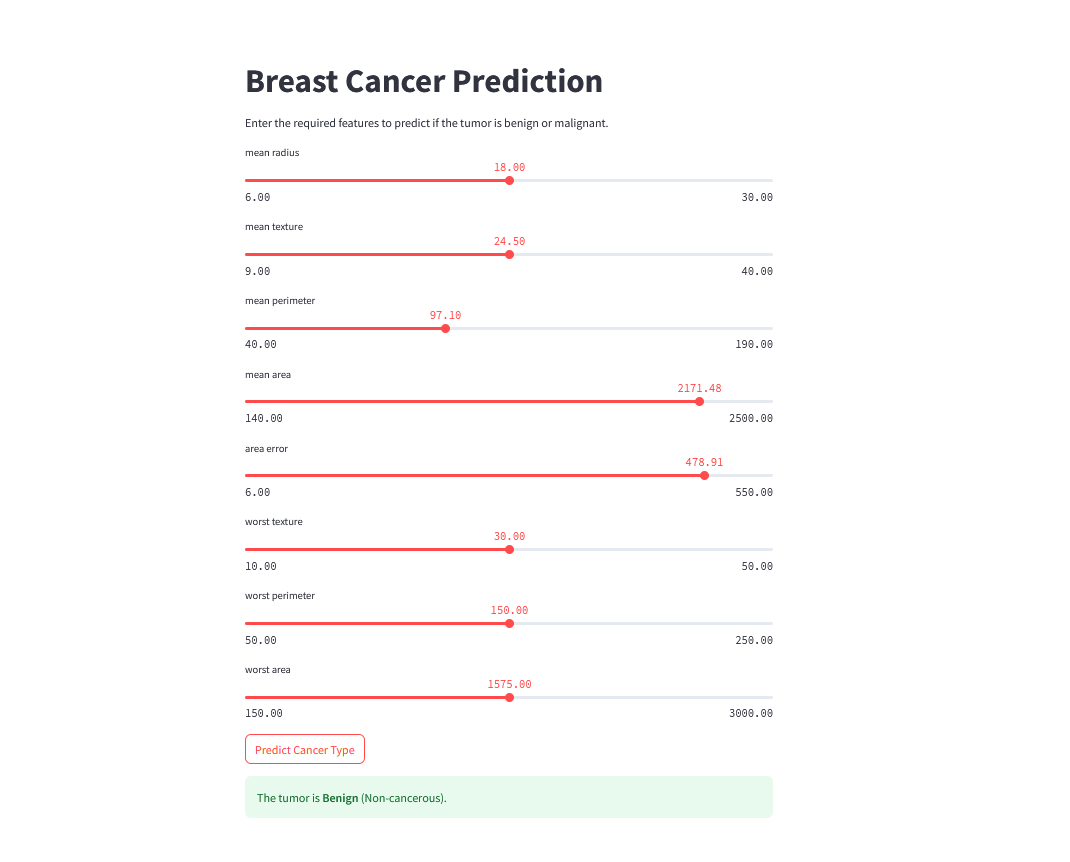 Breast Cancer Prediction
Enter the required features to predict if the tumor is benign or malignant.
mean radius
18.00
6.00 30.00
mean texture
24.50
9.00 40.00
mean perimeter
97.10
40.00 190.00
mean area
2171.48
140.00 2500.00
area error
478.91
6.00 550.00
worst texture
30.00
10.00 50.00
worst perimeter
150.00
50.00 250.00
worst area
1575.00
150.00 3000.00
Predict Cancer Type
The tumor is Benign (Non-cancerous).